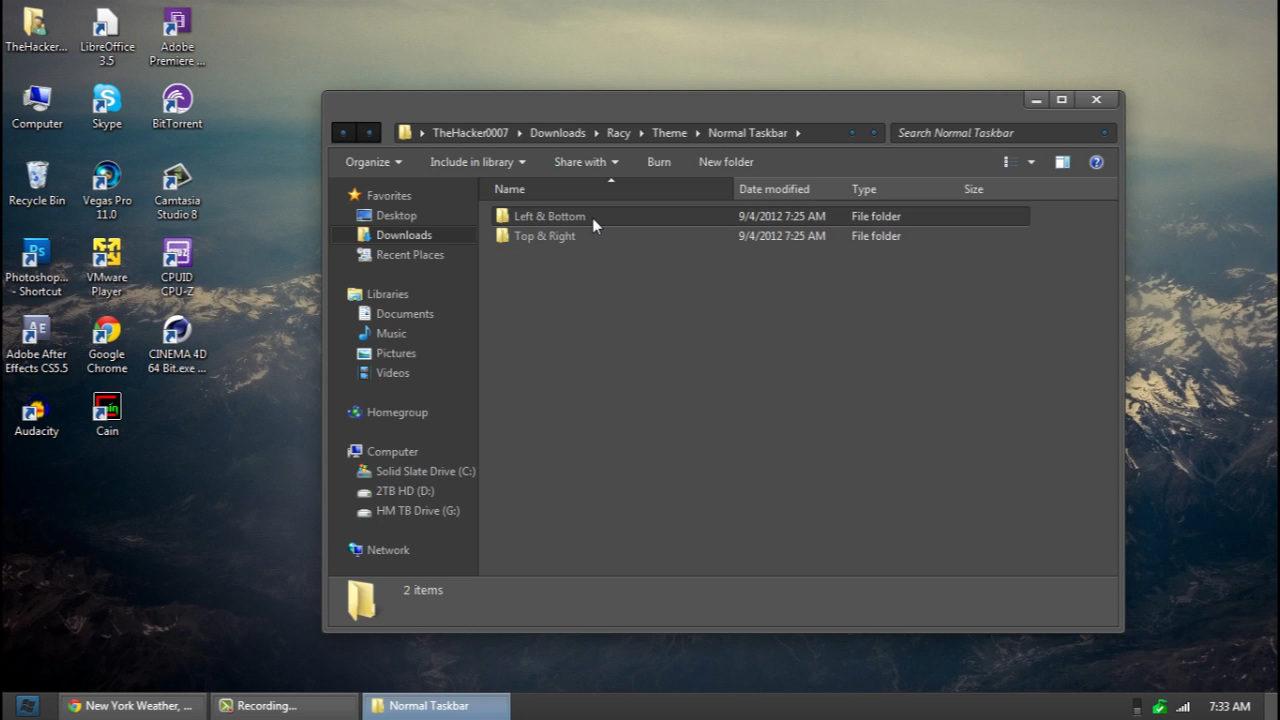 TheHacker...
LibreOffice
3.5
Adobe
Premiere ...
Computer
Skype
BitTorrent
Recycle Bin
Vegas Pro
11.0
Camtasia
Studio 8
Photoshop...
- Shortcut
VMware
Player
CPUID
CPU-Z
Adobe After
Effects CS5.5
Google
Chrome
CINEMA 4D
64 Bit.exe ...
Audacity
Cain
TheHacker0007 Downloads Racy Theme Normal Taskbar
Search Normal Taskbar
Organize Include in library Share with Burn New folder
Favorites
Desktop
Downloads
Recent Places
Libraries
Documents
Music
Pictures
Videos
Homegroup
Computer
Solid Slate Drive (C:)
2TB HD (D:)
HM TB Drive (G:)
Network
Name Date modified Type Size
Left & Bottom 9/4/2012 7:25 AM File folder
Top & Right 9/4/2012 7:25 AM File folder
2 items
New York Weather, ...
Recording...
Normal Taskbar
7:33 AM